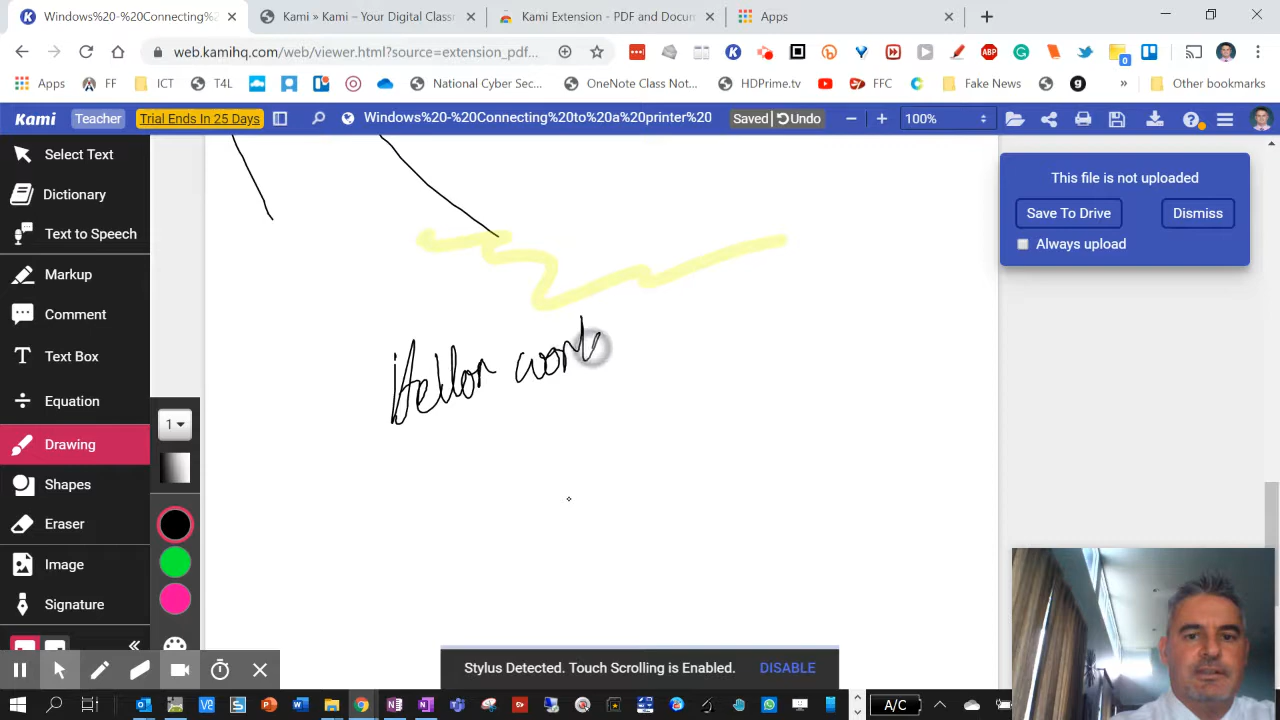 Windows%20-%20Connecting
Kami » Kami – Your Digital Classr
Kami Extension - PDF and Docum
Apps
web.kamihq.com/web/viewer.html?source=extension_pdf...
Apps
FF
ICT
T4L
National Cyber Sec...
OneNote Class Not...
HDPrime.tv
FFC
Fake News
»
Other bookmarks
Kami
Teacher
Trial Ends In 25 Days
Windows%20-%20Connecting%20to%20a%20printer%20
Saved
Undo
100%
Select Text
Dictionary
Text to Speech
Markup
Comment
Text Box
Equation
Drawing
Shapes
Eraser
Image
Signature
1
This file is not uploaded
Save To Drive
Dismiss
Always upload
ABP
0
Stylus Detected. Touch Scrolling is Enabled.
DISABLE
A/C